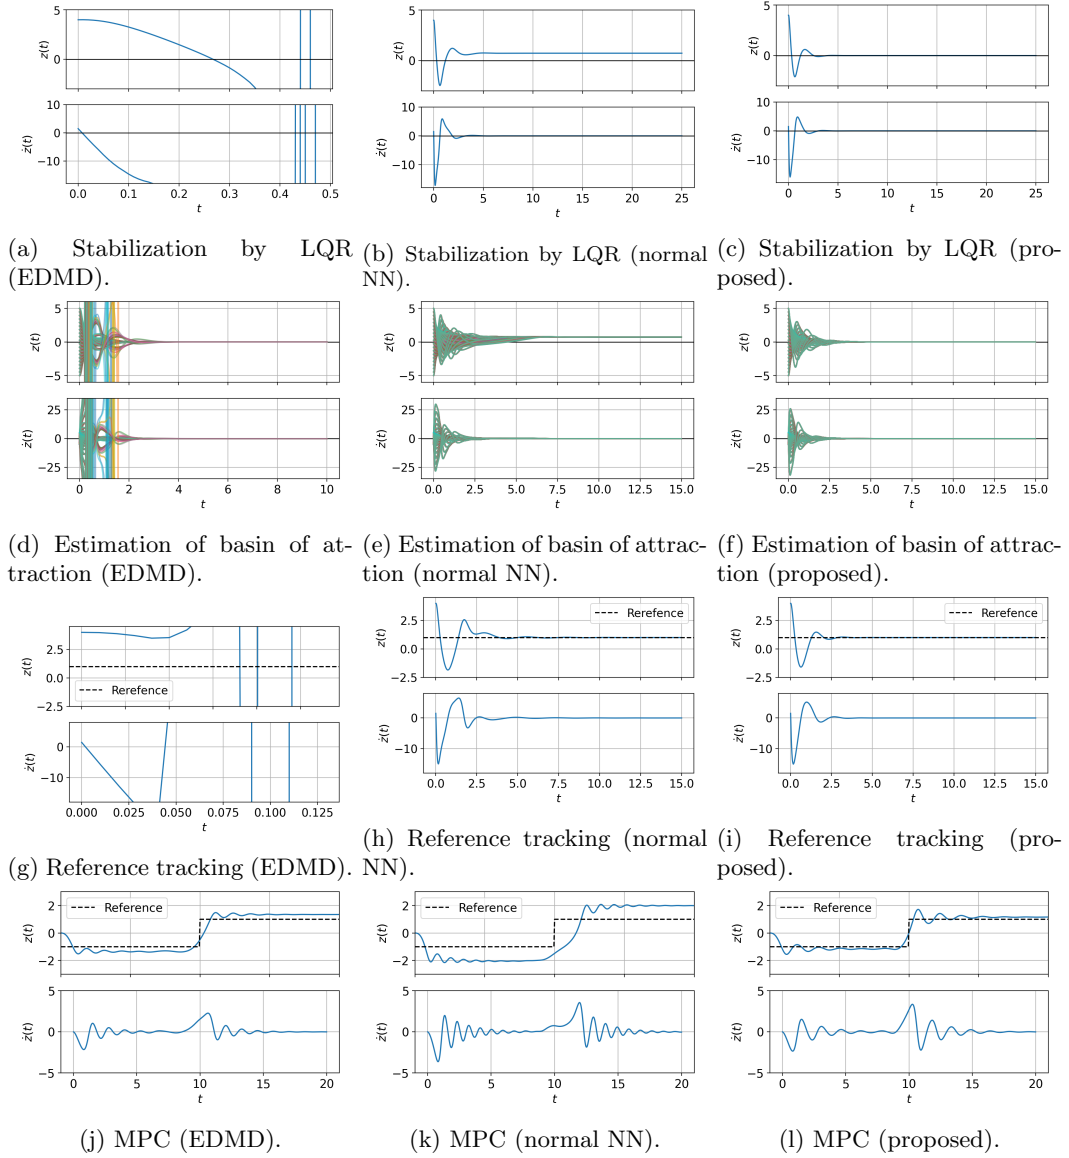 5
0
z(t)
10
0
−10
ż(t)
0.0 0.1 0.2 0.3 0.4 0.5
t
(a) Stabilization by LQR
(EDMD).
5
0
z(t)
10
0
−10
ż(t)
0 5 10 15 20 25
t
(b) Stabilization by LQR (normal
NN).
5
0
z(t)
10
0
−10
ż(t)
0 5 10 15 20 25
t
(c) Stabilization by LQR (pro-
posed).
5
0
−5
z(t)
25
0
−25
ż(t)
0 2 4 6 8 10
t
(d) Estimation of basin of at-
traction (EDMD).
5
0
−5
z(t)
25
0
−25
ż(t)
0.0 2.5 5.0 7.5 10.0 12.5 15.0
t
(e) Estimation of basin of attrac-
tion (normal NN).
5
0
−5
z(t)
25
0
−25
ż(t)
0.0 2.5 5.0 7.5 10.0 12.5 15.0
t
(f) Estimation of basin of attrac-
tion (proposed).
2.5
0.0
−2.5
z(t)
Rerefence
0
−10
ż(t)
0.000 0.025 0.050 0.075 0.100 0.125
t
(g) Reference tracking (EDMD).
2.5
0.0
−2.5
z(t)
Rerefence
0
−10
ż(t)
0.0 2.5 5.0 7.5 10.0 12.5 15.0
t
(h) Reference tracking (normal
NN).
2.5
0.0
−2.5
z(t)
Rerefence
0
−10
ż(t)
0.0 2.5 5.0 7.5 10.0 12.5 15.0
t
(i) Reference tracking (pro-
posed).
2
0
−2
z(t)
Reference
5
0
−5
ż(t)
0 5 10 15 20
t
(j) MPC (EDMD).
2
0
−2
z(t)
Reference
5
0
−5
ż(t)
0 5 10 15 20
t
(k) MPC (normal NN).
2
0
−2
z(t)
Reference
5
0
−5
ż(t)
0 5 10 15 20
t
(l) MPC (proposed).